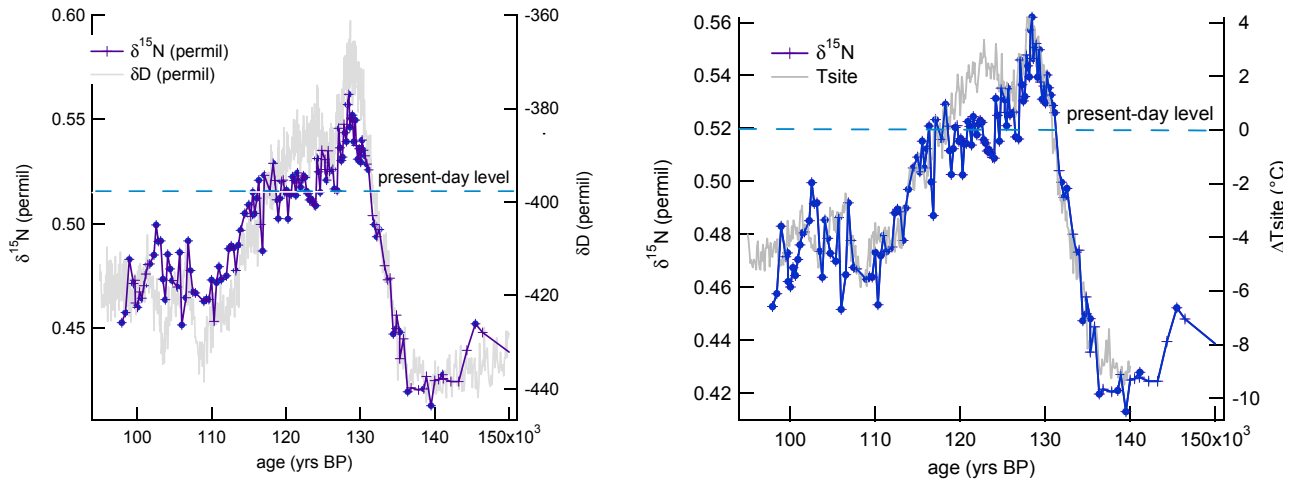 0.60
0.55
0.50
0.45
δ15N (permil)
δ15N (permil)
δD (permil)
present-day level
-360
-380
-400
-420
-440
δD (permil)
100
110
120
130
140
150x103
age (yrs BP)
0.56
0.54
0.52
0.50
0.48
0.46
0.44
0.42
δ15N (permil)
δ15N
Tsite
present-day level
4
2
0
-2
-4
-6
-8
-10
ΔTsite (°C)
100
110
120
130
140
150x103
age (yrs BP)